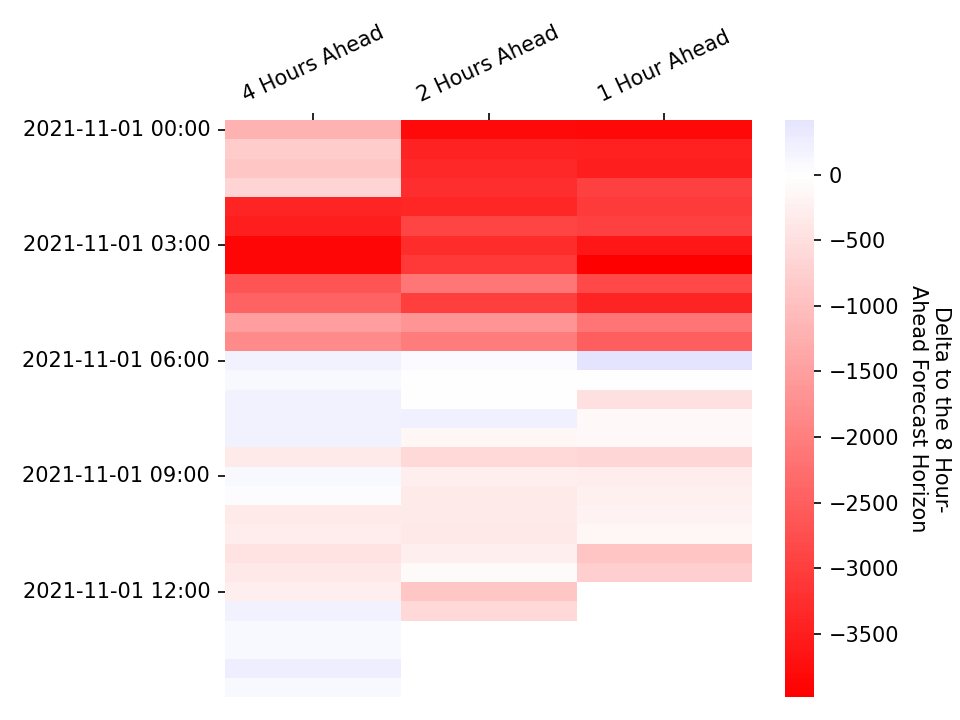 4 Hours Ahead
2 Hours Ahead
1 Hour Ahead
2021-11-01 00:00
2021-11-01 03:00
2021-11-01 06:00
2021-11-01 09:00
2021-11-01 12:00
0
−500
−1000
−1500
−2000
−2500
−3000
−3500
Delta to the 8 Hour-
Ahead Forecast Horizon